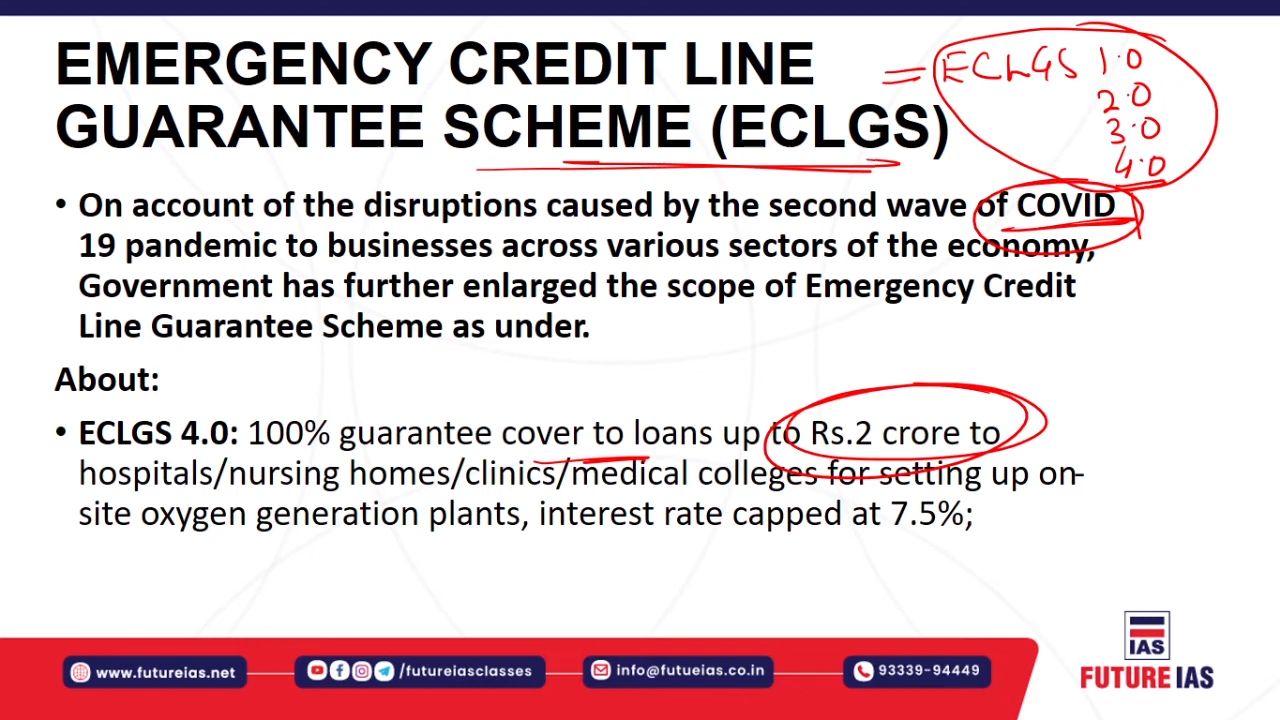 EMERGENCY CREDIT LINE
GUARANTEE SCHEME (ECLGS)
= ECLGS 1.0
2.0
3.0
4.0
• On account of the disruptions caused by the second wave of COVID
19 pandemic to businesses across various sectors of the economy,
Government has further enlarged the scope of Emergency Credit
Line Guarantee Scheme as under.
About:
• ECLGS 4.0: 100% guarantee cover to loans up to Rs.2 crore to
hospitals/nursing homes/clinics/medical colleges for setting up on-
site oxygen generation plants, interest rate capped at 7.5%;
www.futureias.net
/futureiasclasses
info@futueias.co.in
93339-94449
IAS
FUTURE IAS